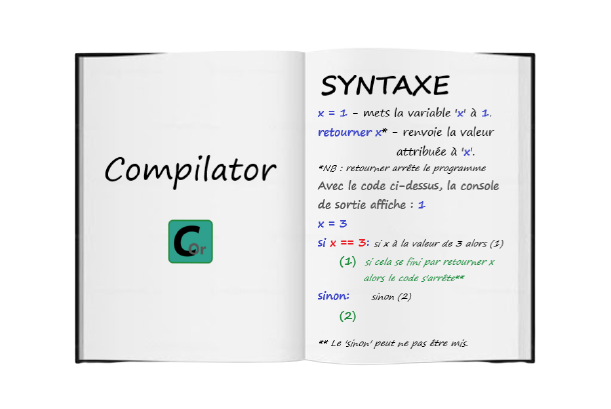 Compilator
Cor
SYNTAXE
x = 1 - mets la variable 'x' à 1.
retourner x* - renvoie la valeur
attribuée à 'x'.
*NB : retourner arrête le programme
Avec le code ci-dessus, la console
de sortie affiche : 1
x = 3
si x == 3: si x à la valeur de 3 alors (1)
(1) si cela se fini par retourner x
alors le code s'arrête**
sinon: sinon (2)
(2)
** Le 'sinon' peut ne pas être mis.